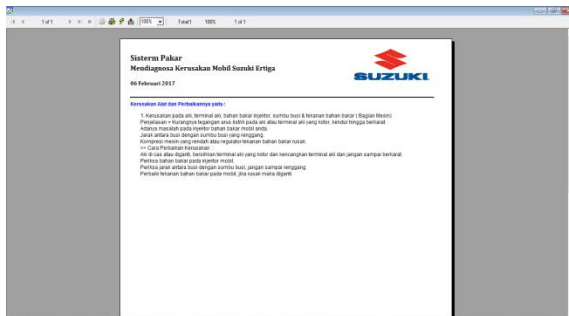 1 of 1
100%
Total:1
100%
1 of 1
Sisterm Pakar
Mendiagnosa Kerusakan Mobil Suzuki Ertiga
06 Februari 2017
SUZUKI
Kerusakan Alat dan Perbaikannya yaitu :
1. Kerusakan pada aki, terminal aki, bahan bakar injektor, sumbu busi & tekanan bahan bakar ( Bagian Mesin)
Penjelasan = Kurangnya tegangan arus listrik pada aki atau terminal aki yang kotor, kendur hingga berkarat.
Adanya masalah pada injektor bahan bakar mobil anda.
Jarak antara busi dengan sumbu busi yang renggang.
Kompresi mesin yang rendah atau regulator tekanan bahan bakar rusak.
=> Cara Perbaikan Kerusakan :
Aki di cas atau diganti, bersihkan terminal aki yang kotor dan kencangkan terminal aki dan jangan sampai berkarat.
Periksa bahan bakar pada injektor mobil.
Periksa jarak antara busi dengan sumbu busi, jangan sampai renggang.
Perbaiki tekanan bahan bakar pada mobil, jika rusak maka diganti.